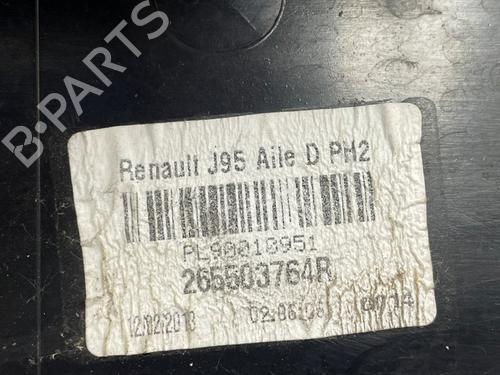 B-PARTS
Renault J95 Aile D PH2
PL90010951
265503764R
12/02/2013